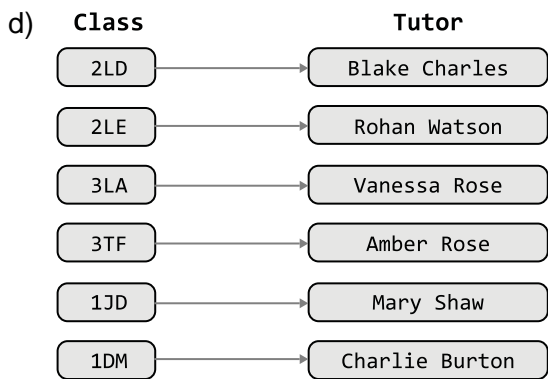 d) Class Tutor
2LD Blake Charles
2LE Rohan Watson
3LA Vanessa Rose
3TF Amber Rose
1JD Mary Shaw
1DM Charlie Burton